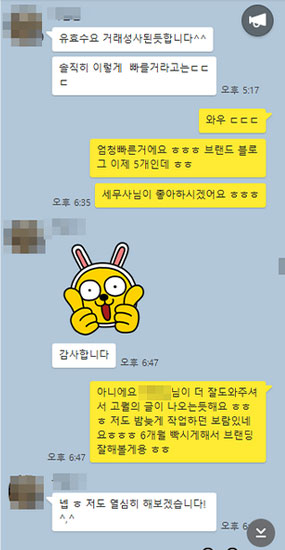 유효수요 거래성사된듯합니다^^
솔직히 이렇게 빠를거라고는ㄷㄷ
ㄷ
오후 5:17
와우 ㄷㄷㄷ
엄청빠른거에요 ㅎㅎㅎ 브랜드 블로
그 이제 5개인데 ㅎㅎ
세무사님이 좋아하시겠어요 ㅎㅎㅎ
오후 6:35
감사합니다
오후 6:47
아니에요 님이 더 잘도와주셔
서 고퀄의 글이 나오는듯해요 ㅎㅎ
ㅎ 저도 밤늦게 작업하던 보람있네
요ㅎㅎㅎ 6개월 빡시게해서 브랜딩
잘해볼게용 ㅎㅎ
오후 6:47
넵 ㅎ 저도 열심히 해보겠습니다!
^.^
오후